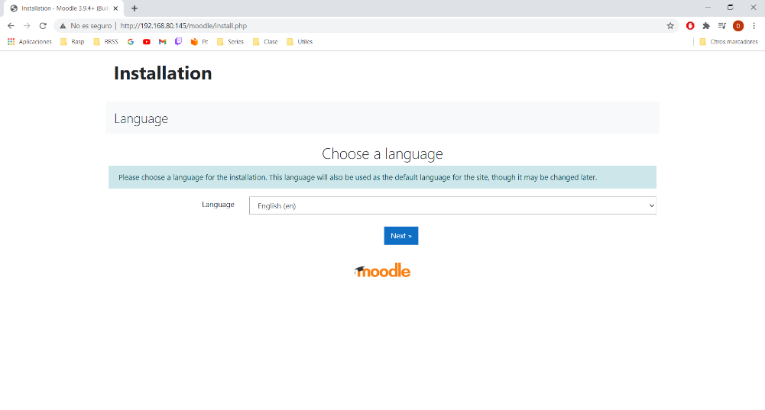 Installation - Moodle 3.9.4+ (Buil
No es seguro | http://192.168.80.145/moodle/install.php
Aplicaciones Rasp RRSS Pt Series Clase Utiles Otros marcadores
Installation
Language
Choose a language
Please choose a language for the installation. This language will also be used as the default language for the site, though it may be changed later.
Language English (en)
Next »
moodle